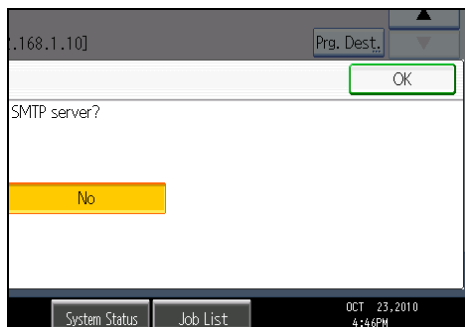 .168.1.10]
Prg. Dest.
OK
SMTP server?
No
System Status
Job List
OCT 23,2010
4:46PM